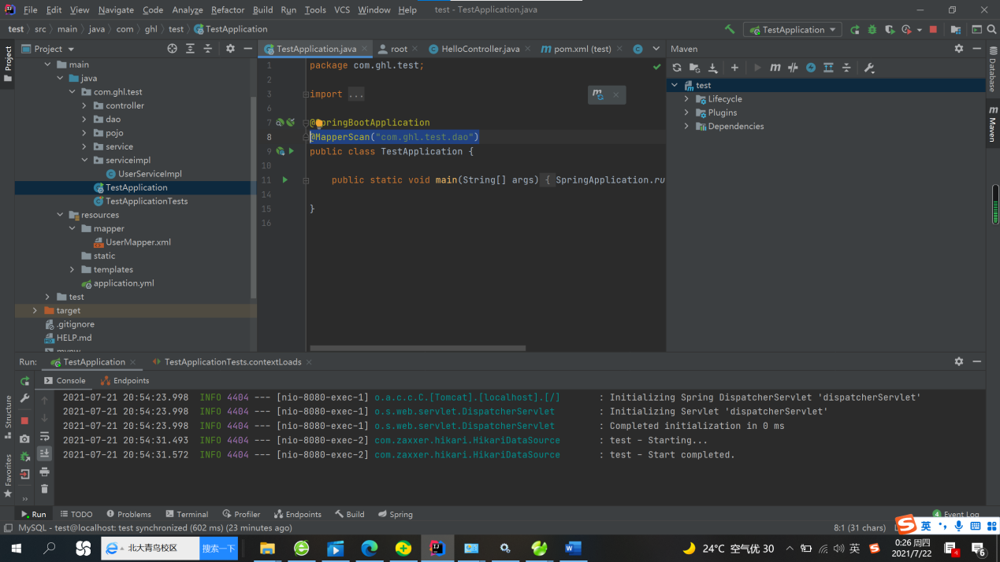 File Edit View Navigate Code Analyze Refactor Build Run Tools VCS Window Help test - TestApplication.java
test src main java com ghl test TestApplication
TestApplication
Project
TestApplication.java root HelloController.java pom.xml (test)
Maven
main
java
com.ghl.test
controller
dao
pojo
service
serviceimpl
UserServiceImpl
TestApplication
TestApplicationTests
resources
mapper
UserMapper.xml
static
templates
application.yml
test
target
.gitignore
HELP.md
1 package com.ghl.test;
2
3 import ...
6
7 @SpringBootApplication
8 @MapperScan("com.ghl.test.dao")
9 public class TestApplication {
10
11 public static void main(String[] args) { SpringApplication.ru
14
15 }
16
test
Lifecycle
Plugins
Dependencies
Project
Structure
Favorites
Database
Maven
Run: TestApplication TestApplicationTests.contextLoads
Console Endpoints
2021-07-21 20:54:23.998 INFO 4404 --- [nio-8080-exec-1] o.a.c.c.C.[Tomcat].[localhost].[/] : Initializing Spring DispatcherServlet 'dispatcherServlet'
2021-07-21 20:54:23.998 INFO 4404 --- [nio-8080-exec-1] o.s.web.servlet.DispatcherServlet : Initializing Servlet 'dispatcherServlet'
2021-07-21 20:54:23.998 INFO 4404 --- [nio-8080-exec-1] o.s.web.servlet.DispatcherServlet : Completed initialization in 0 ms
2021-07-21 20:54:31.493 INFO 4404 --- [nio-8080-exec-2] com.zaxxer.hikari.HikariDataSource : test - Starting...
2021-07-21 20:54:31.572 INFO 4404 --- [nio-8080-exec-2] com.zaxxer.hikari.HikariDataSource : test - Start completed.
Run TODO Problems Terminal Profiler Endpoints Build Spring 4 Event Log
MySQL - test@localhost: test synchronized (602 ms) (23 minutes ago) 8:1 (31 chars)
英
北大青鸟校区 搜索一下
24°C 空气优 30 英
0:26 周四
2021/7/22
4
6